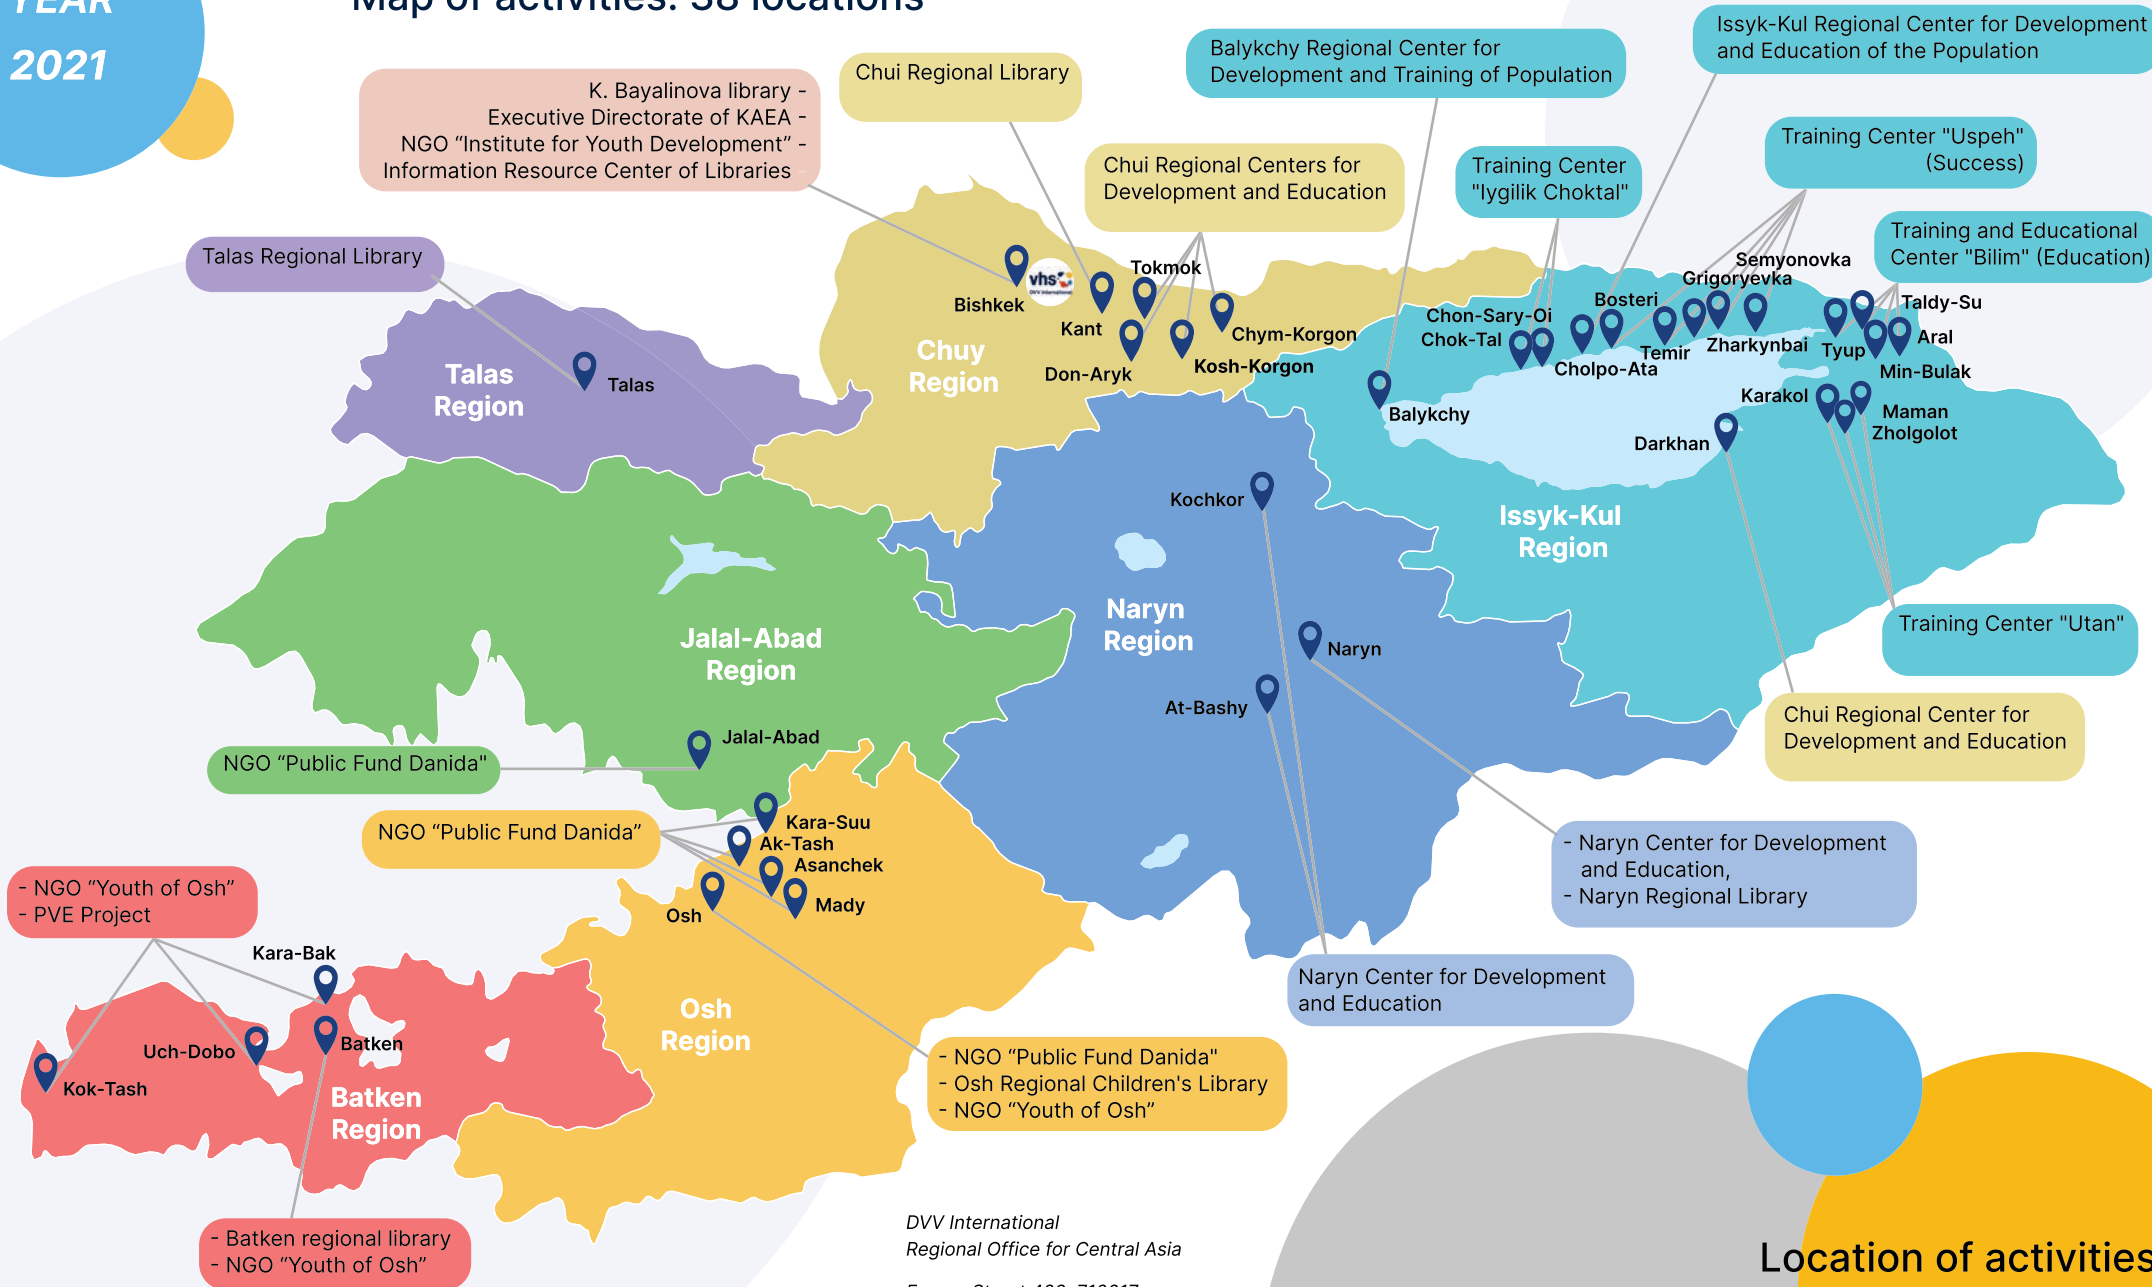 YEAR
2021
Map of activities: 38 locations
K. Bayalinova library -
Executive Directorate of KAEA -
NGO “Institute for Youth Development” -
Information Resource Center of Libraries -
Chui Regional Library
Balykchy Regional Center for
Development and Training of Population
Issyk-Kul Regional Center for Development
and Education of the Population
Chui Regional Centers for
Development and Education
Training Center
"Iygilik Choktal"
Training Center "Uspeh"
(Success)
Training and Educational
Center "Bilim" (Education)
Talas Regional Library
Talas
Region
Talas
Chuy
Region
Bishkek
vhs
DVV International
Kant
Tokmok
Don-Aryk
Kosh-Korgon
Chym-Korgon
Chon-Sary-Oi
Chok-Tal
Bosteri
Grigoryevka
Semyonovka
Cholpo-Ata
Temir
Zharkynbai
Tyup
Taldy-Su
Aral
Min-Bulak
Karakol
Maman
Zholgolot
Darkhan
Balykchy
Issyk-Kul
Region
Kochkor
Naryn
Region
Naryn
At-Bashy
Jalal-Abad
Region
Jalal-Abad
NGO “Public Fund Danida"
NGO “Public Fund Danida”
Kara-Suu
Ak-Tash
Asanchek
Mady
Osh
Training Center "Utan"
Chui Regional Center for
Development and Education
- Naryn Center for Development
and Education,
- Naryn Regional Library
Naryn Center for Development
and Education
- NGO “Youth of Osh”
- PVE Project
Kara-Bak
Uch-Dobo
Batken
Kok-Tash
Batken
Region
Osh
Region
- NGO “Public Fund Danida"
- Osh Regional Children's Library
- NGO “Youth of Osh”
- Batken regional library
- NGO “Youth of Osh”
DVV International
Regional Office for Central Asia
Location of activities